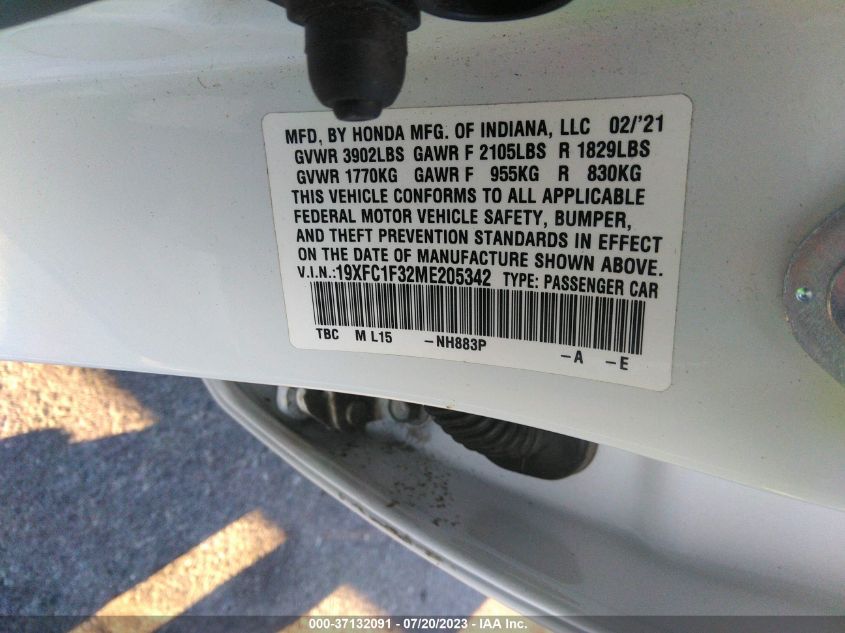 MFD, BY HONDA MFG. OF INDIANA, LLC 02/'21
GVWR 3902LBS GAWR F 2105LBS R 1829LBS
GVWR 1770KG GAWR F 955KG R 830KG
THIS VEHICLE CONFORMS TO ALL APPLICABLE
FEDERAL MOTOR VEHICLE SAFETY, BUMPER,
AND THEFT PREVENTION STANDARDS IN EFFECT
ON THE DATE OF MANUFACTURE SHOWN ABOVE.
V.I.N.:19XFC1F32ME205342 TYPE: PASSENGER CAR
TBC M L15 -NH883P -A -E
000-37132091 - 07/20/2023 - IAA Inc.